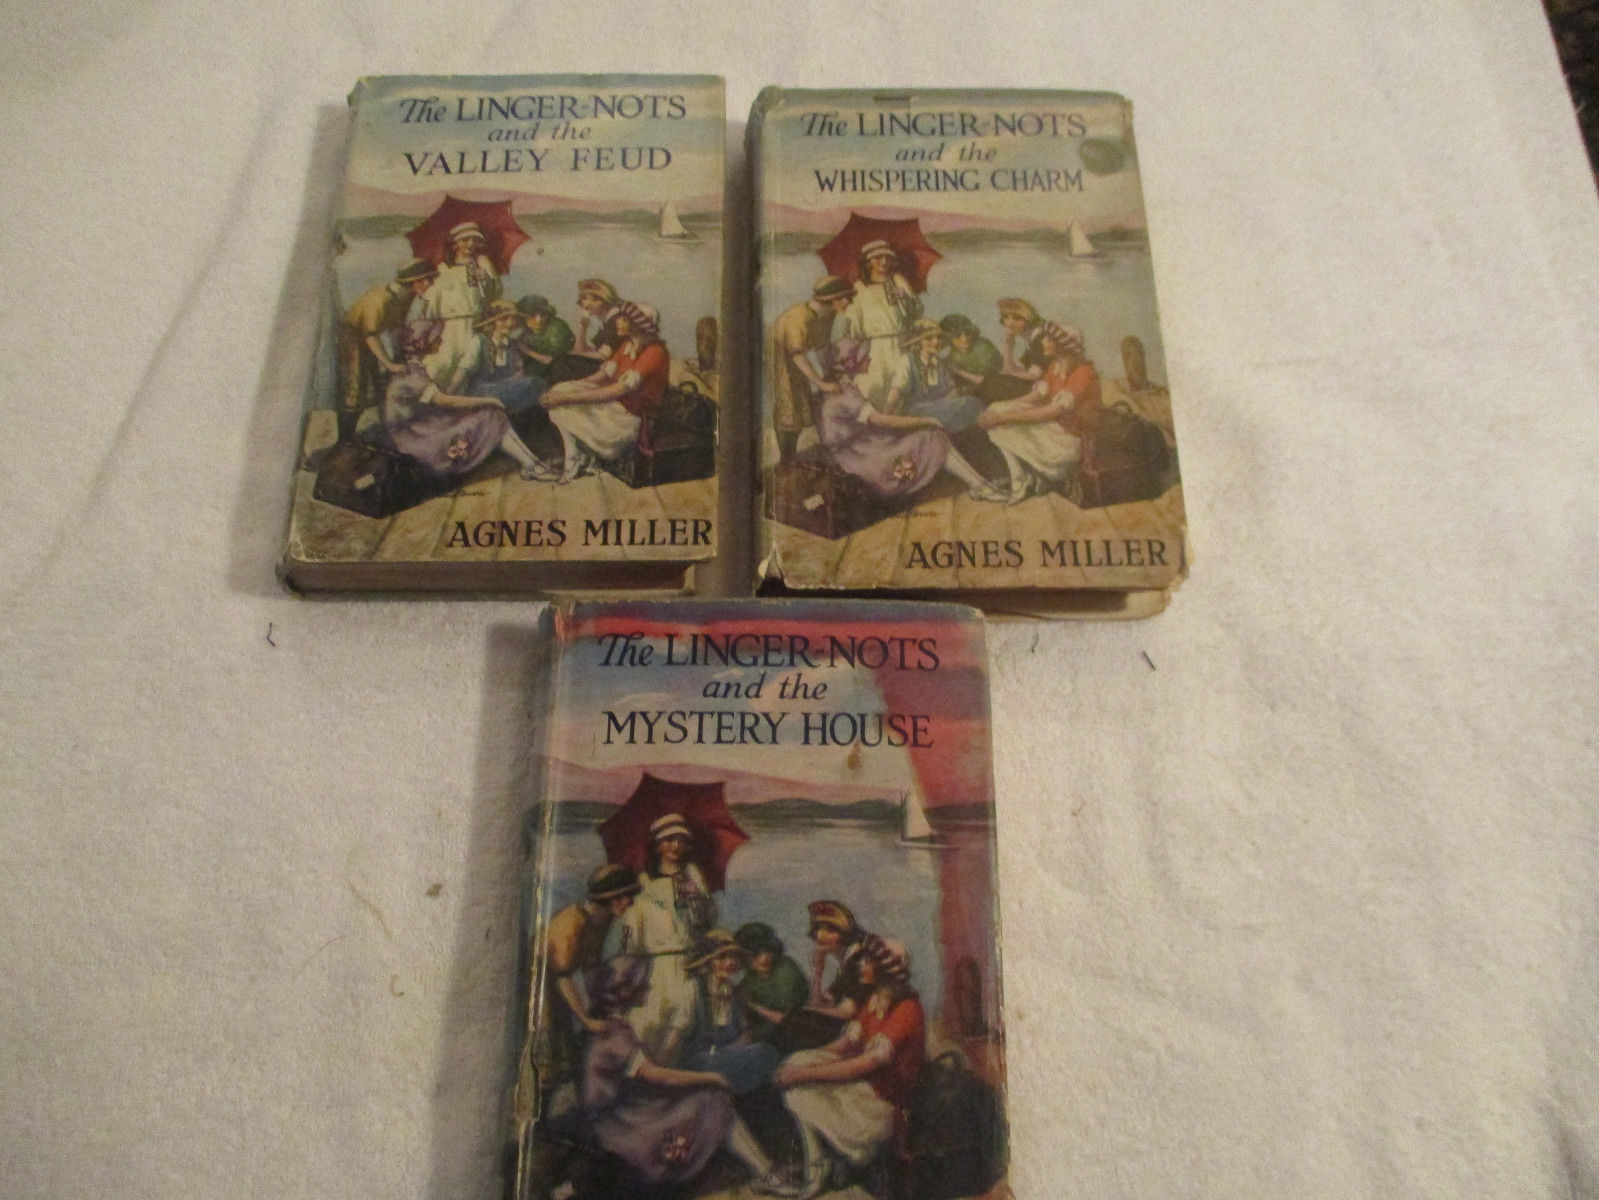 The LINGER-NOTS
and the
VALLEY FEUD
AGNES MILLER
The LINGER-NOTS
and the
WHISPERING CHARM
AGNES MILLER
The LINGER-NOTS
and the
MYSTERY HOUSE